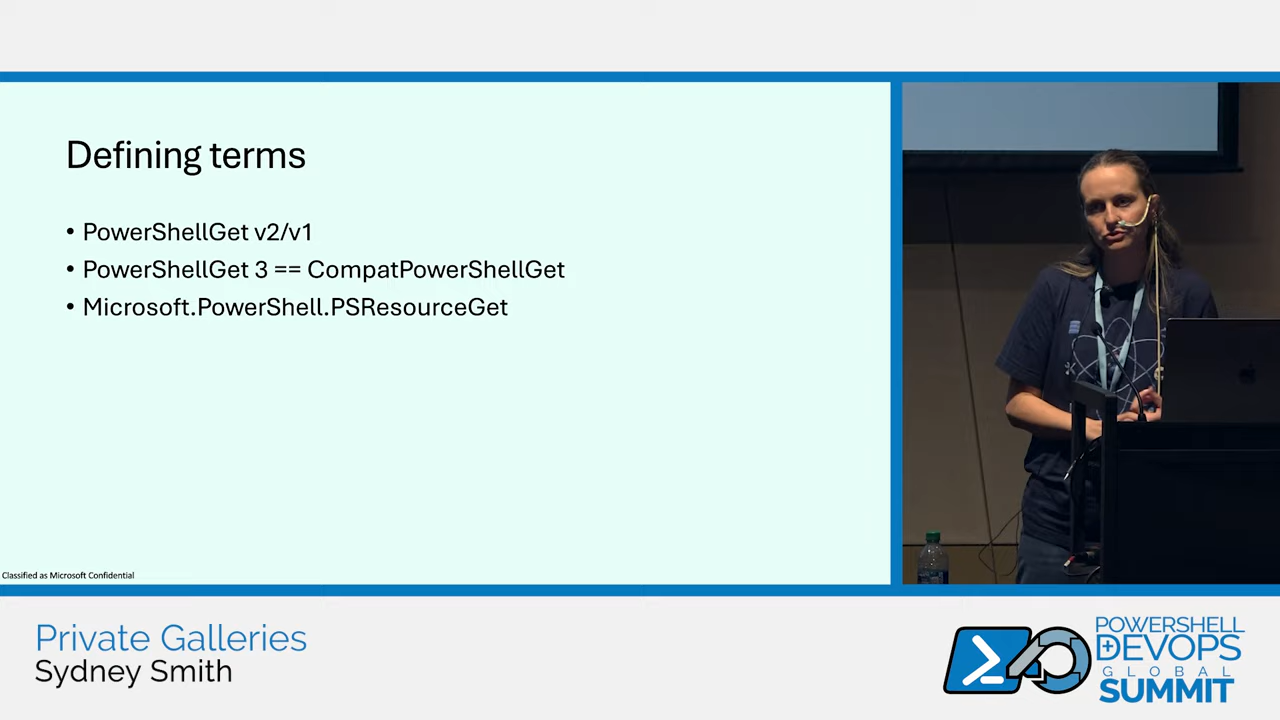 Defining terms
• PowerShellGet v2/v1
• PowerShellGet 3 == CompatPowerShellGet
• Microsoft.PowerShell.PSResourceGet
Classified as Microsoft Confidential
Private Galleries
Sydney Smith
POWERSHELL
DEVOPS
GLOBAL
SUMMIT